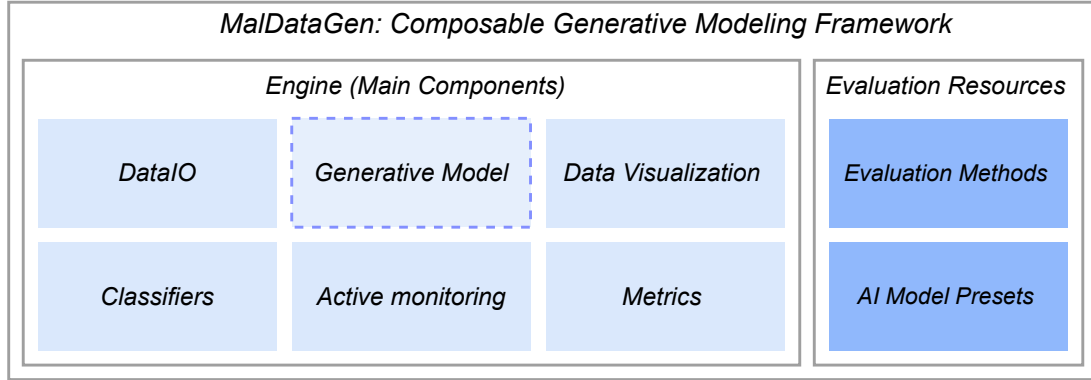 MalDataGen: Composable Generative Modeling Framework
Engine (Main Components)
DataIO
Generative Model
Data Visualization
Classifiers
Active monitoring
Metrics
Evaluation Resources
Evaluation Methods
AI Model Presets